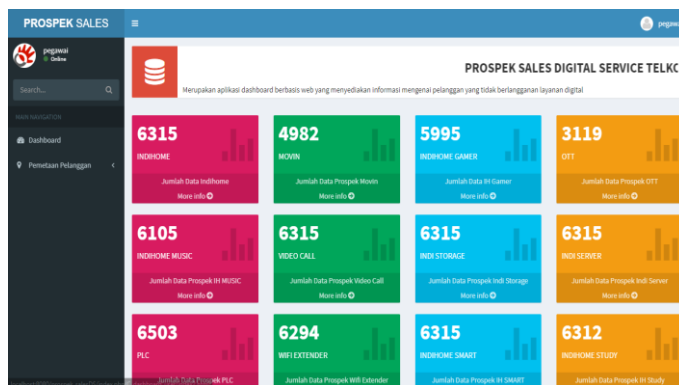 PROSPEK SALES
pegawai
pegawai
Online
Search...
MAIN NAVIGATION
Dashboard
Pemetaan Pelanggan
PROSPEK SALES DIGITAL SERVICE TELKO
Merupakan aplikasi dashboard berbasis web yang menyediakan informasi mengenai pelanggan yang tidak berlangganan layanan digital
6315
INDIHOME
Jumlah Data Indihome
More info
4982
MOVIN
Jumlah Data Prospek Movin
More info
5995
INDIHOME GAMER
Jumlah Data IH Gamer
More info
3119
OTT
Jumlah Data Prospek OTT
More info
6105
INDIHOME MUSIC
Jumlah Data Prospek IH MUSIC
More info
6315
VIDEO CALL
Jumlah Data Prospek Video Call
More info
6315
INDI STORAGE
Jumlah Data Prospek Indi Storage
More info
6315
INDI SERVER
Jumlah Data Prospek Indi Server
More info
6503
PLC
Jumlah Data Prospek PLC
6294
WIFI EXTENDER
Jumlah Data Prospek Wifi Extender
6315
INDIHOME SMART
Jumlah Data Prospek IH SMART
6312
INDIHOME STUDY
Jumlah Data Prospek IH Study